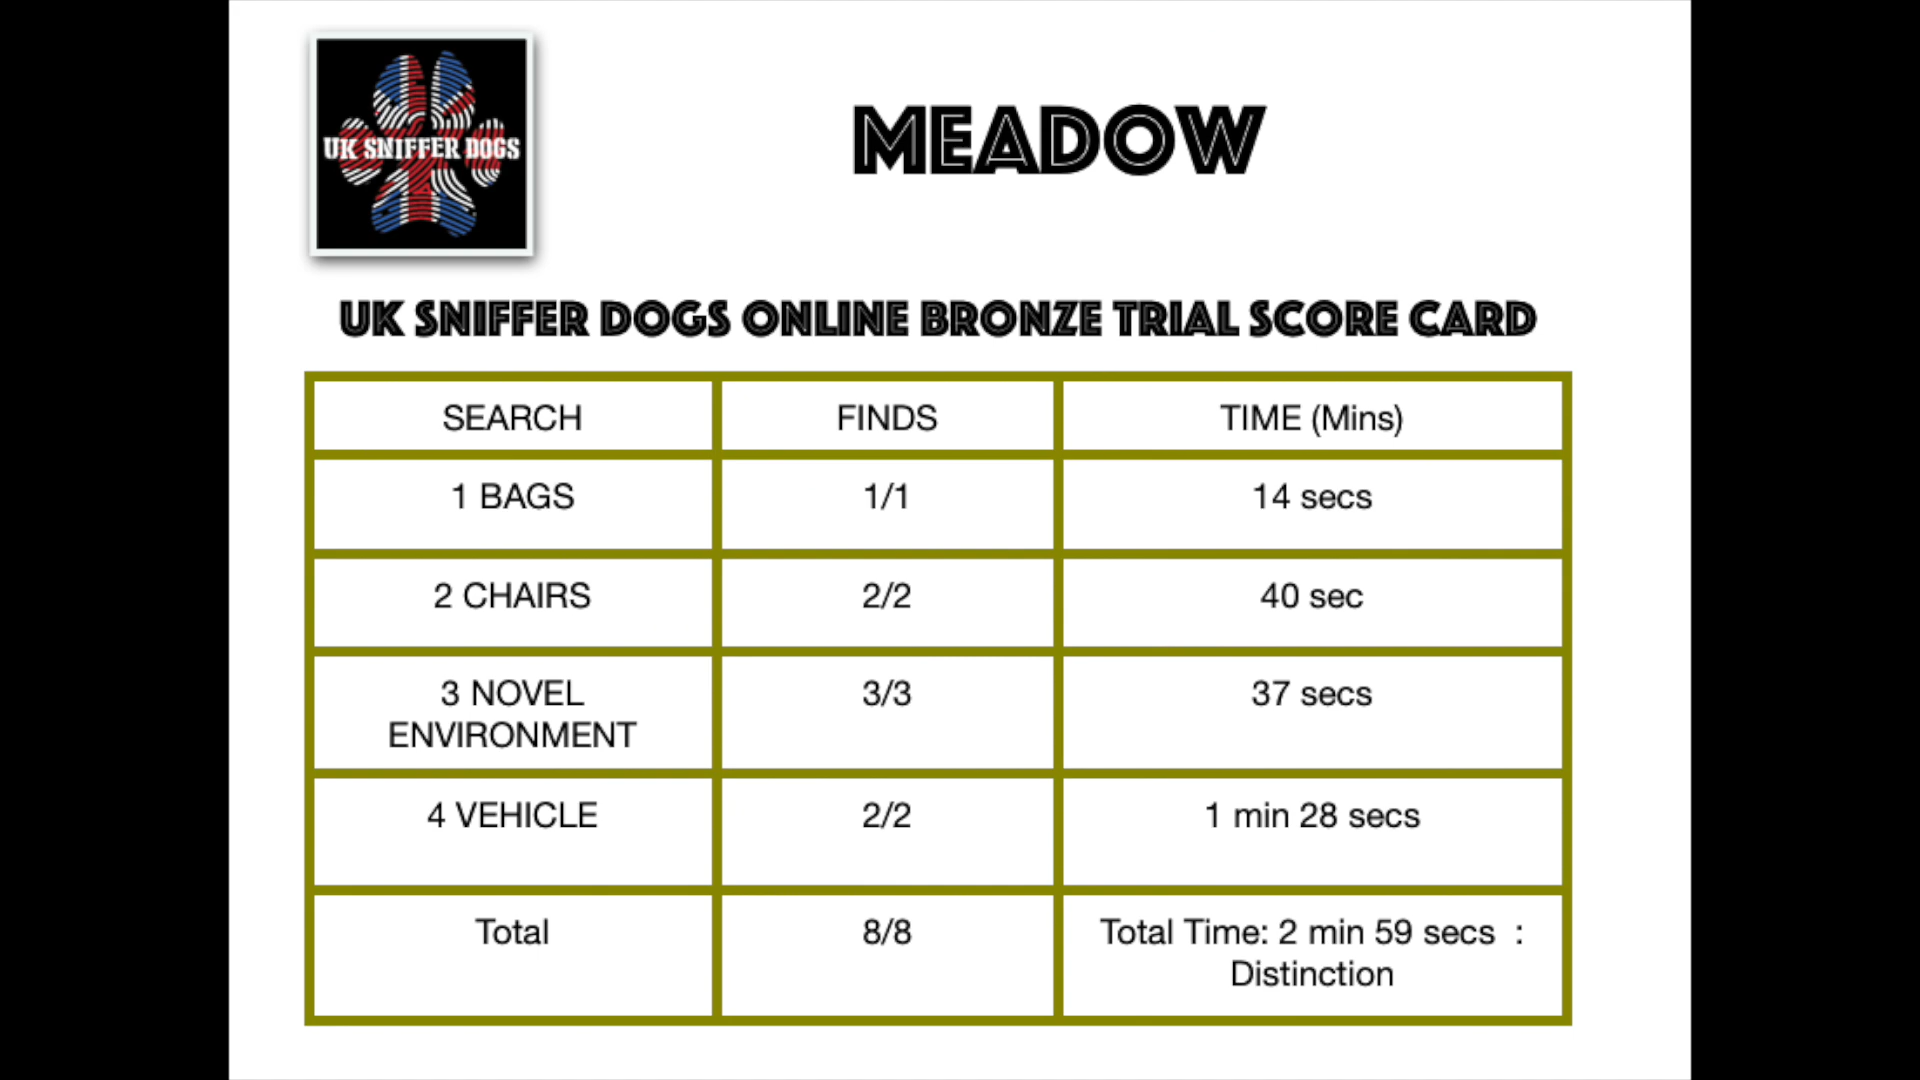 UK SNIFFER DOGS
MEADOW
UK SNIFFER DOGS ONLINE BRONZE TRIAL SCORE CARD
SEARCH FINDS TIME (Mins)
1 BAGS 1/1 14 secs
2 CHAIRS 2/2 40 sec
3 NOVEL 3/3 37 secs
ENVIRONMENT
4 VEHICLE 2/2 1 min 28 secs
Total 8/8 Total Time: 2 min 59 secs :
Distinction